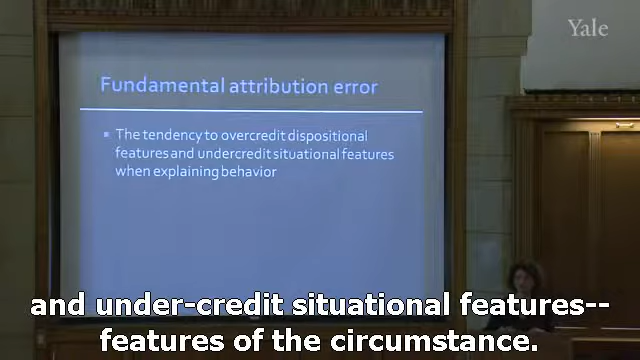 Yale
Fundamental attribution error
The tendency to overcredit dispositional
features and undercredit situational features
when explaining behavior
and under-credit situational features--
features of the circumstance.